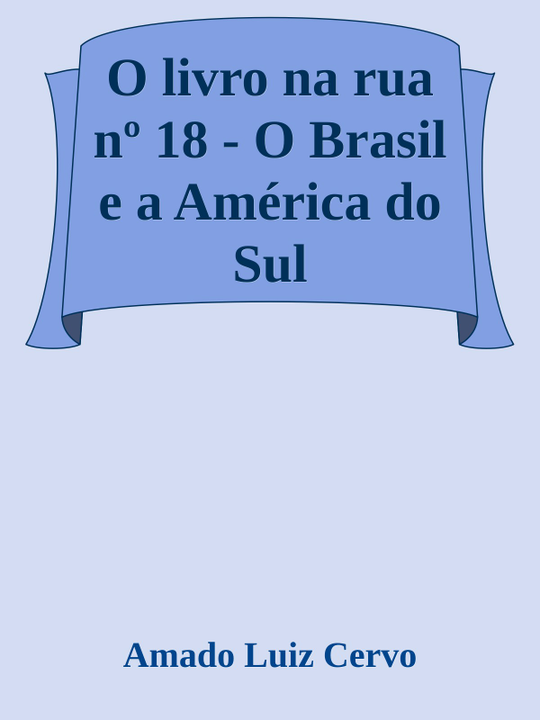 O livro na rua
nº 18 - O Brasil
e a América do
Sul
Amado Luiz Cervo